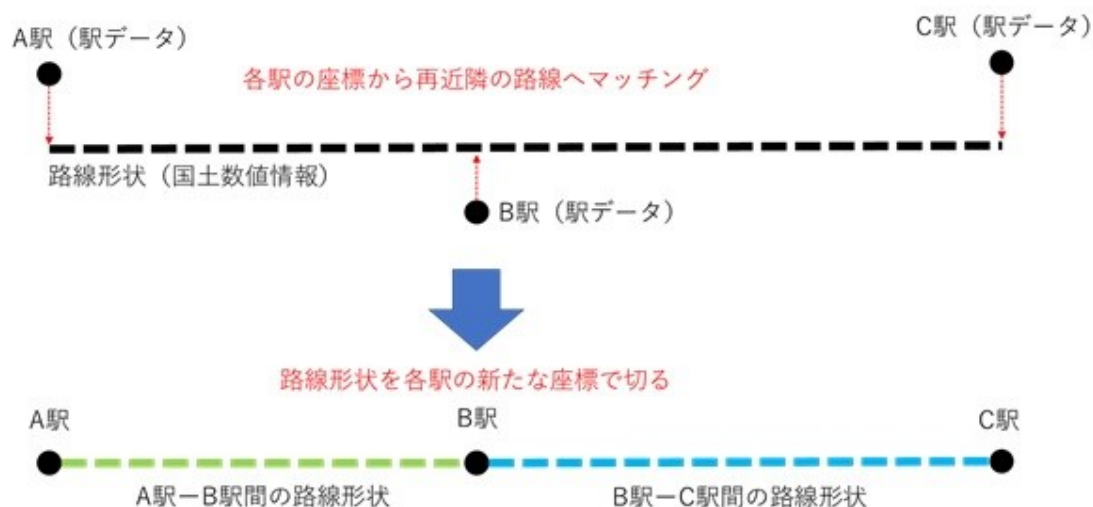 A駅（駅データ）
C駅（駅データ）
各駅の座標から再近隣の路線へマッチング
路線形状（国土数値情報）
B駅（駅データ）
路線形状を各駅の新たな座標で切る
A駅
B駅
C駅
A駅ーB駅間の路線形状
B駅ーC駅間の路線形状